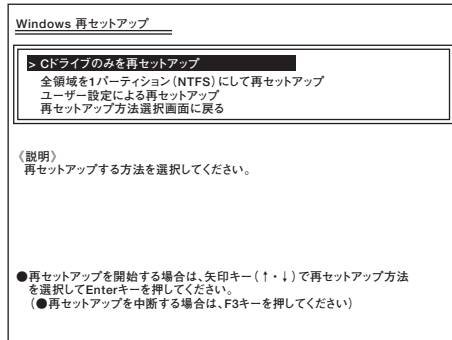 Windows 再セットアップ
> Cドライブのみを再セットアップ
全領域を1パーティション(NTFS)にして再セットアップ
ユーザー設定による再セットアップ
再セットアップ方法選択画面に戻る
《説明》
再セットアップする方法を選択してください。
●再セットアップを開始する場合は、矢印キー(↑・↓)で再セットアップ方法
を選択してEnterキーを押してください。
(●再セットアップを中断する場合は、F3キーを押してください)